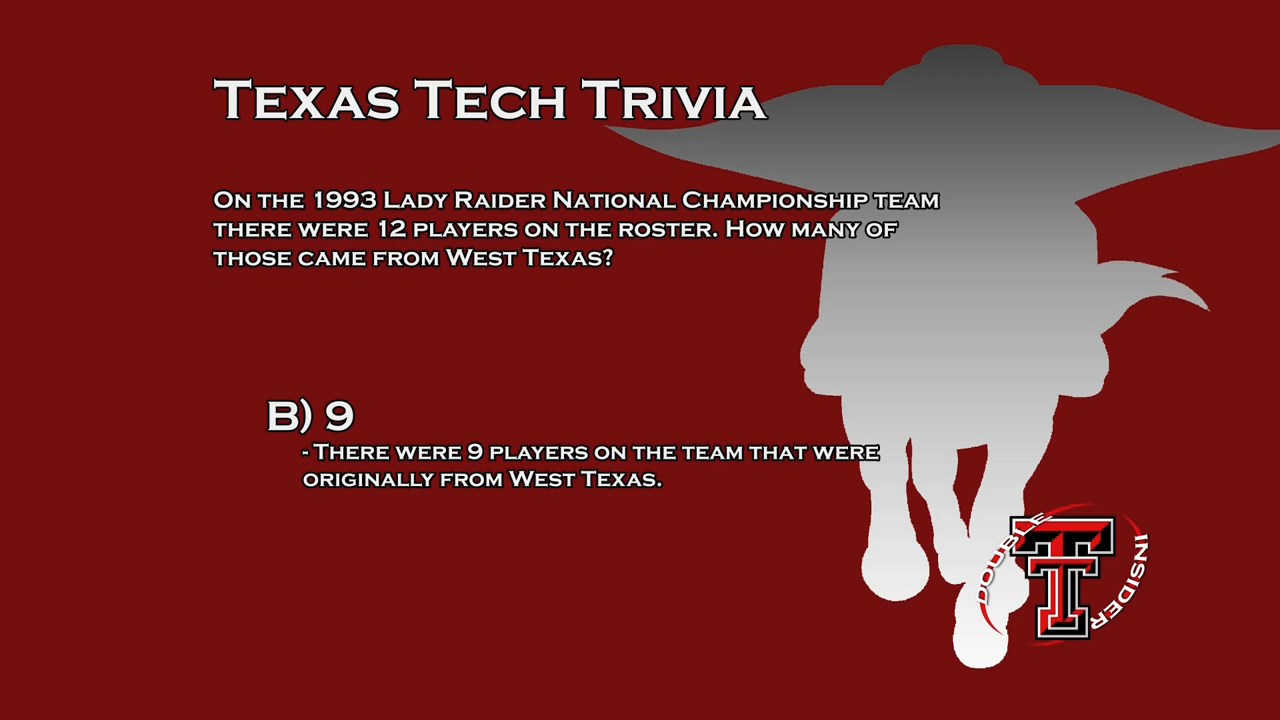 Texas Tech Trivia
On the 1993 Lady Raider National Championship team
there were 12 players on the roster. How many of
those came from West Texas?
B) 9
- There were 9 players on the team that were
originally from West Texas.
DOUBLE
T
INSIDER